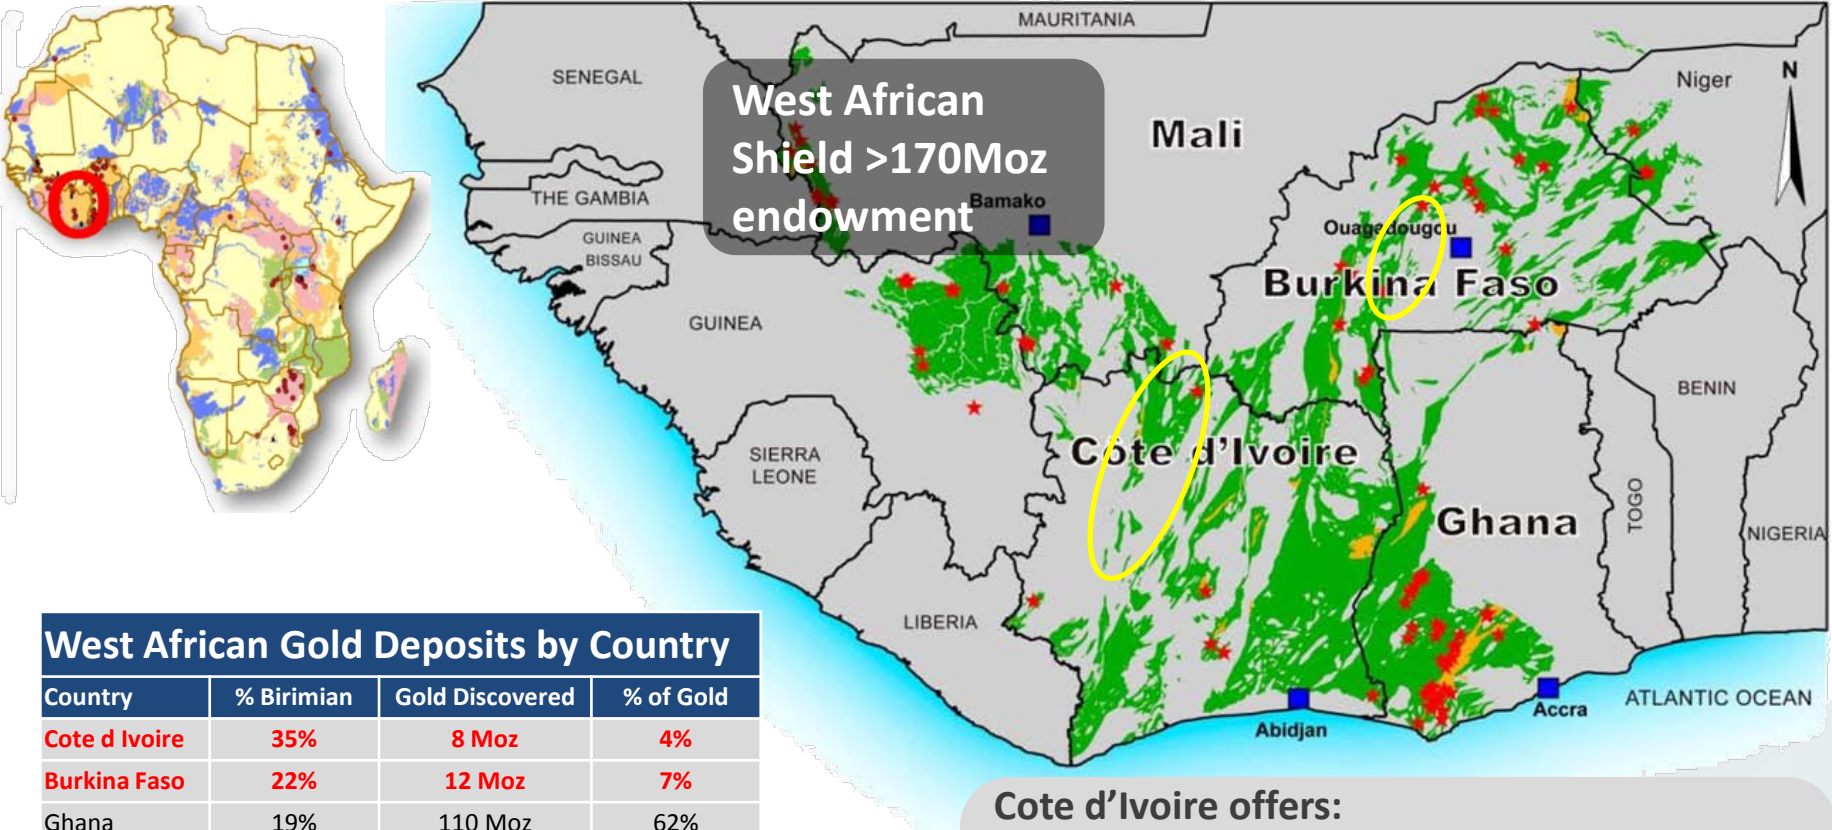 MAURITANIA
SENEGAL
Niger
N
West African
Shield >170Moz
endowment
Mali
THE GAMBIA
Bamako
GUINEA
BISSAU
Ouagadougou
Burkina Faso
GUINEA
BENIN
SIERRA
LEONE
Côte d'Ivoire
TOGO
Ghana
NIGERIA
LIBERIA
ATLANTIC OCEAN
Accra
Abidjan
West African Gold Deposits by Country
Country % Birimian Gold Discovered % of Gold
Cote d Ivoire 35% 8 Moz 4%
Burkina Faso 22% 12 Moz 7%
Ghana 19% 110 Moz 62%
Cote d'Ivoire offers: